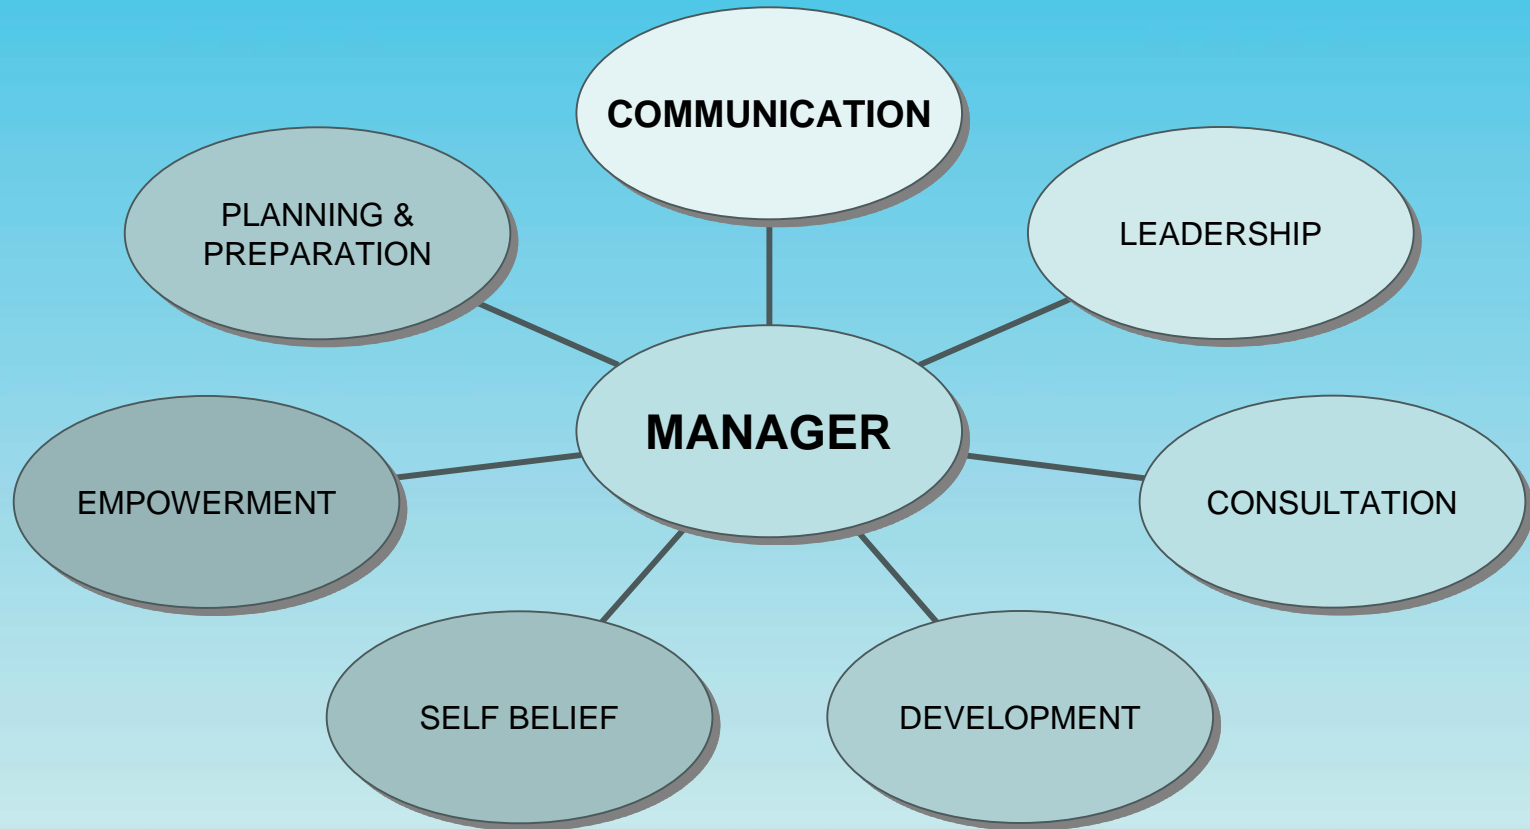 COMMUNICATION
PLANNING &
PREPARATION
LEADERSHIP
MANAGER
EMPOWERMENT
CONSULTATION
SELF BELIEF
DEVELOPMENT